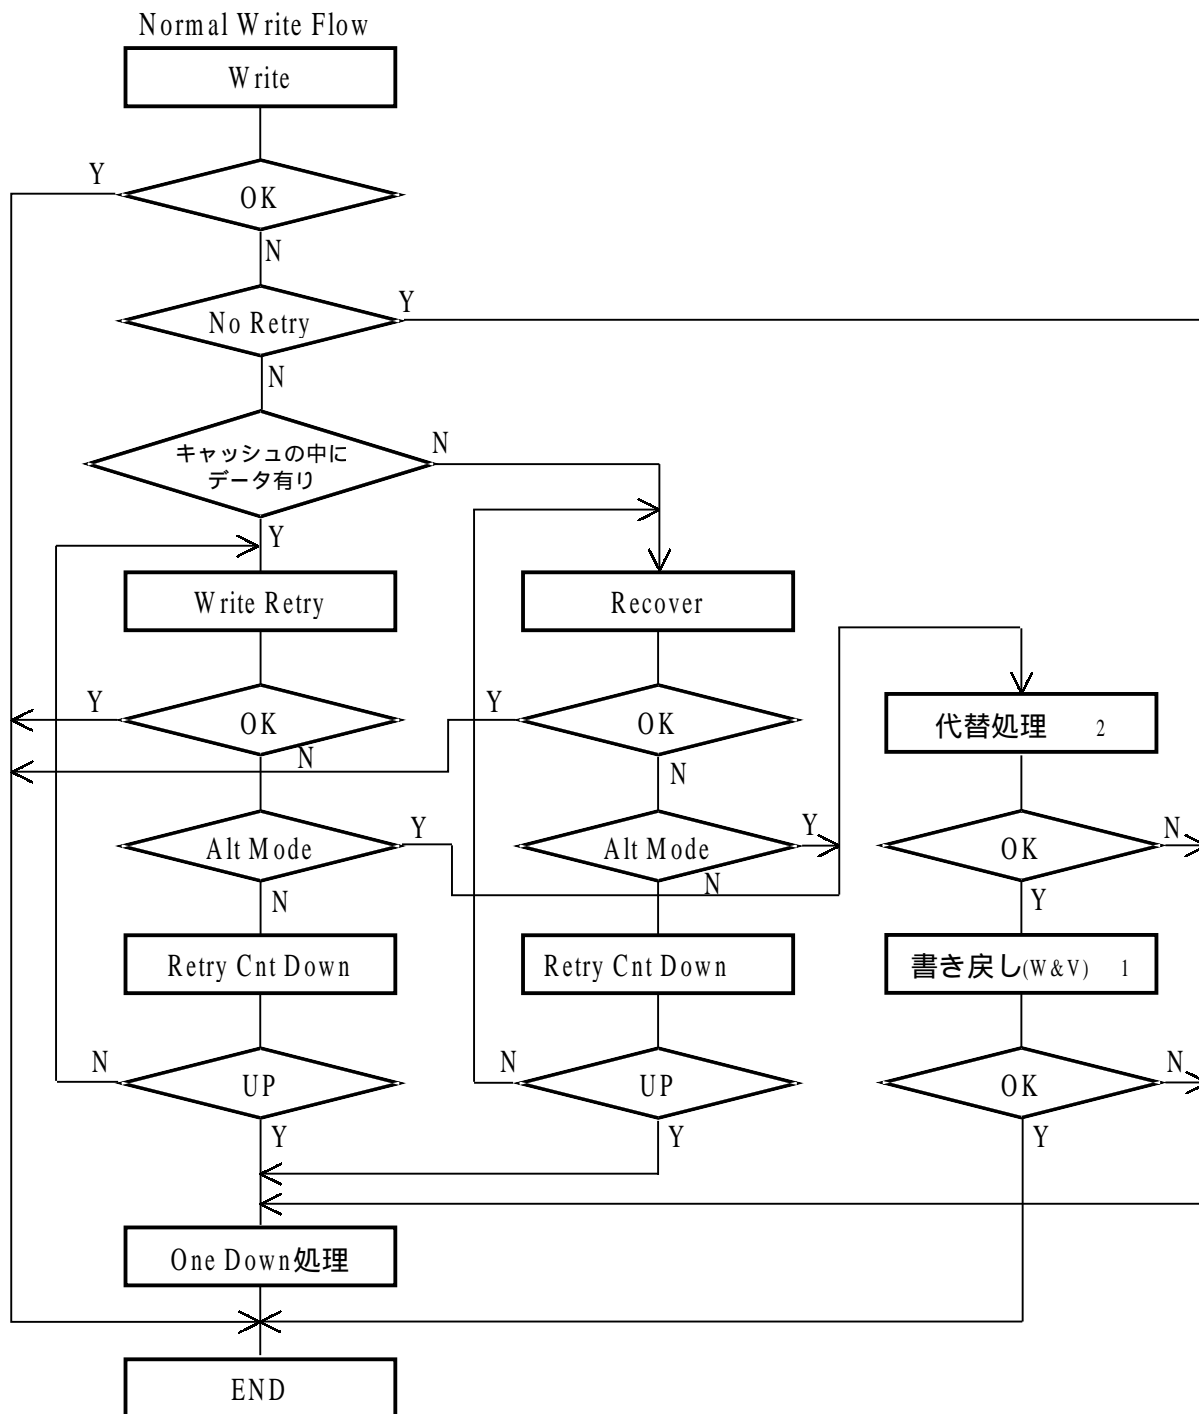 Normal Write Flow
Write
Y
OK
N
No Retry
Y
N
キャッシュの中に
データ有り
N
Y
Write Retry
Recover
Y
OK
N
Y
OK
N
代替処理 2
Alt Mode
Y
N
Alt Mode
Y
N
OK
N
Y
Retry Cnt Down
Retry Cnt Down
書き戻し(W&V) 1
N
UP
Y
N
UP
Y
OK
N
Y
One Down処理
END